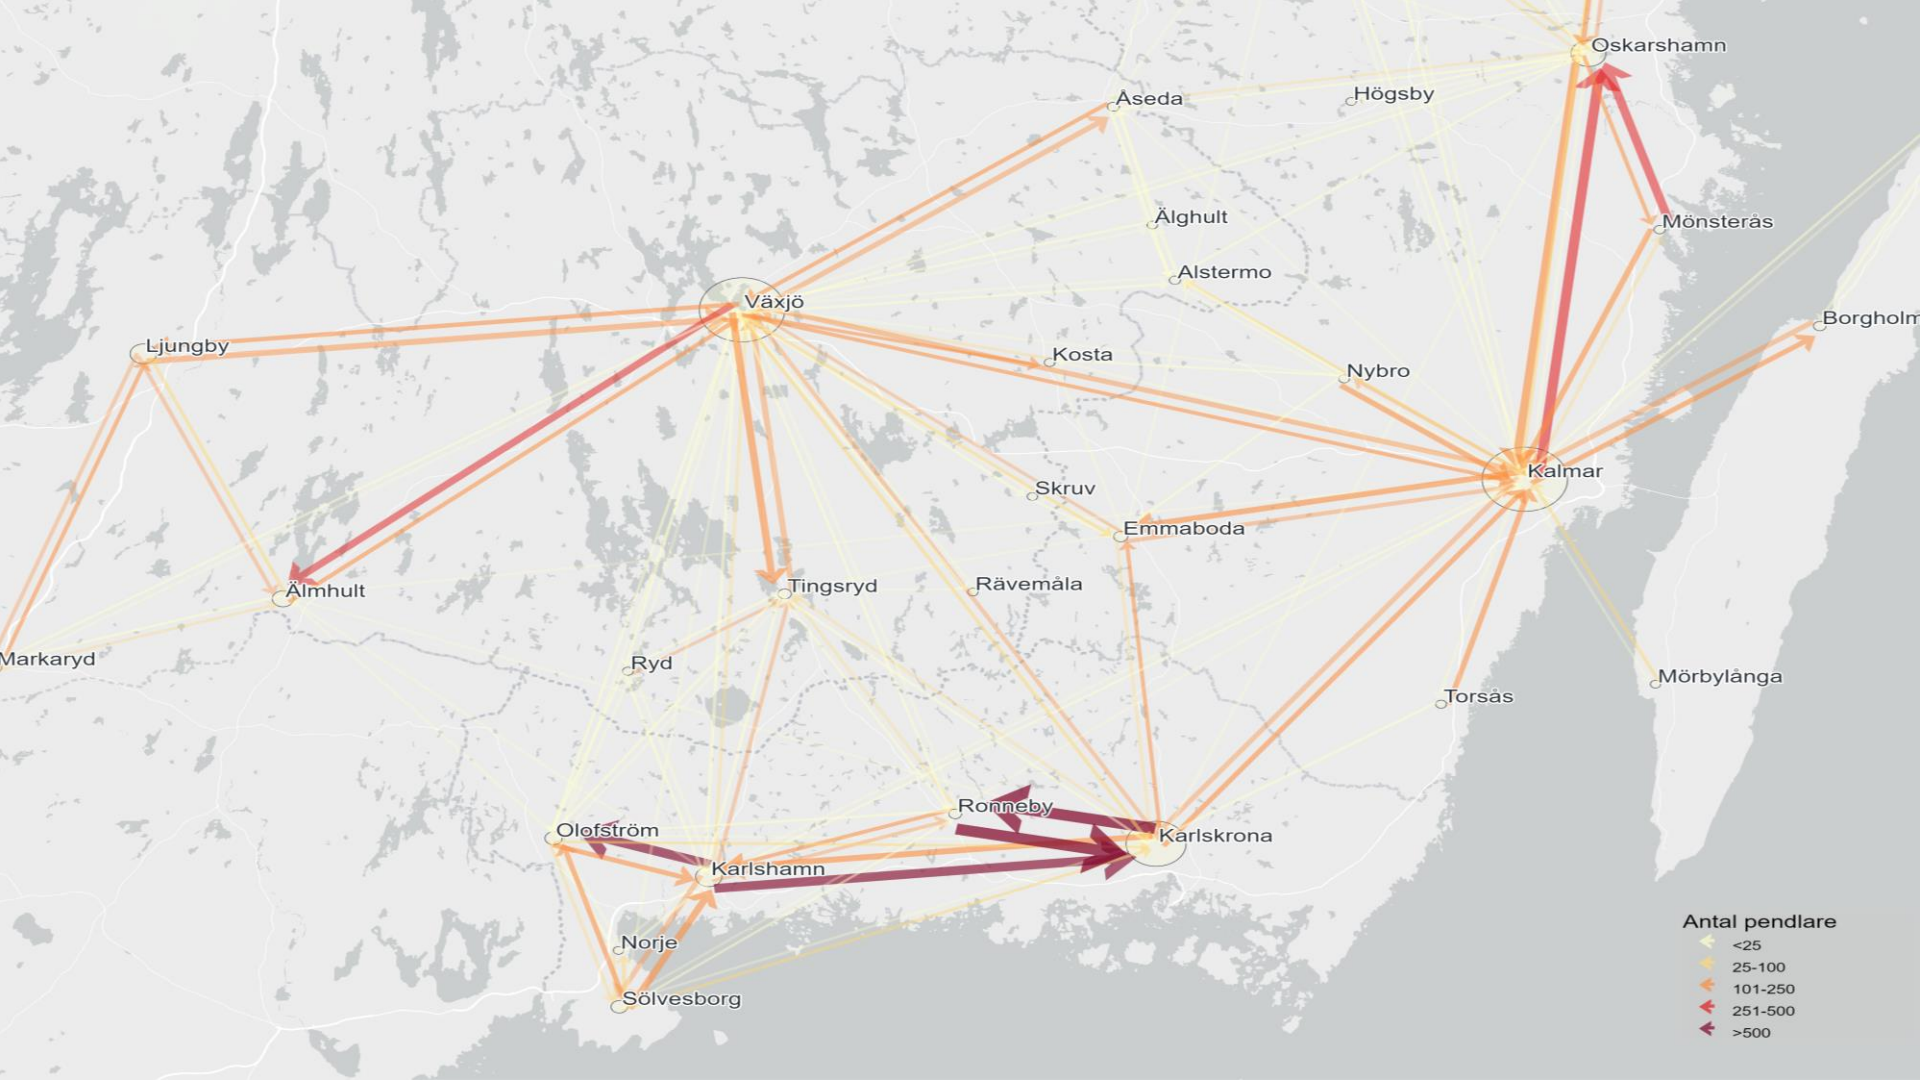 Oskarshamn
Åseda
Högsby
Älghult
Mönsterås
Alstermo
Växjö
Borgholm
Ljungby
Kosta
Nybro
Kalmar
Skruv
Emmaboda
Älmhult
Tingsryd
Rävemåla
Markaryd
Ryd
Mörbylånga
Torsås
Ronneby
Olofström
Karlskrona
Karlshamn
Norje
Sölvesborg
Antal pendlare
<25
25-100
101-250
251-500
>500